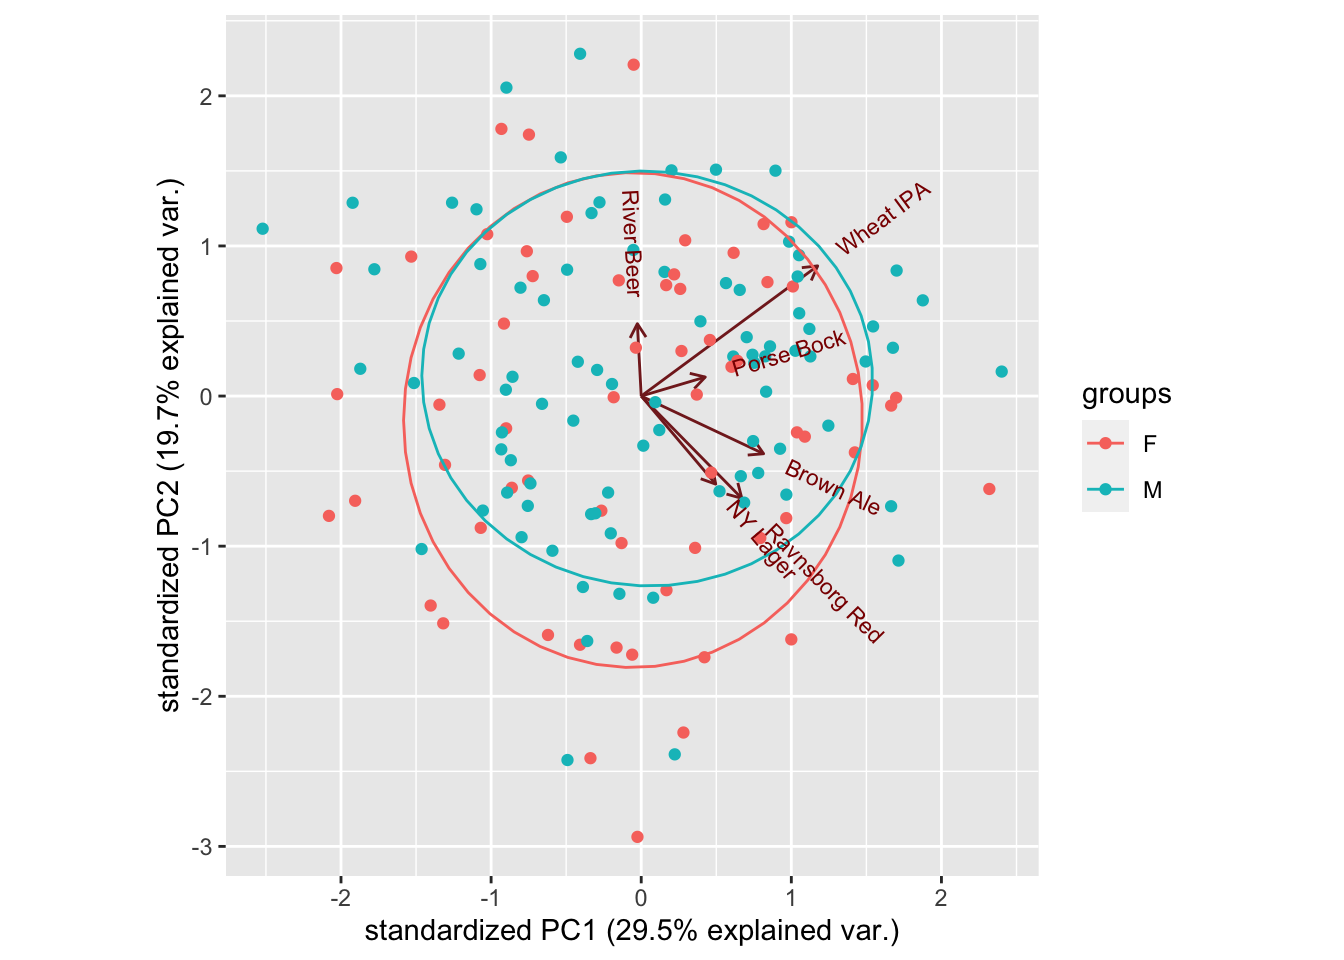 standardized PC2 (19.7% explained var.)
2
1
0
-1
-2
-3
River Beer
Wheat IPA
Porse Bock
Brown Ale
NY Lager
Ravnsborg Red
-2
-1
0
1
2
standardized PC1 (29.5% explained var.)
groups
F
M